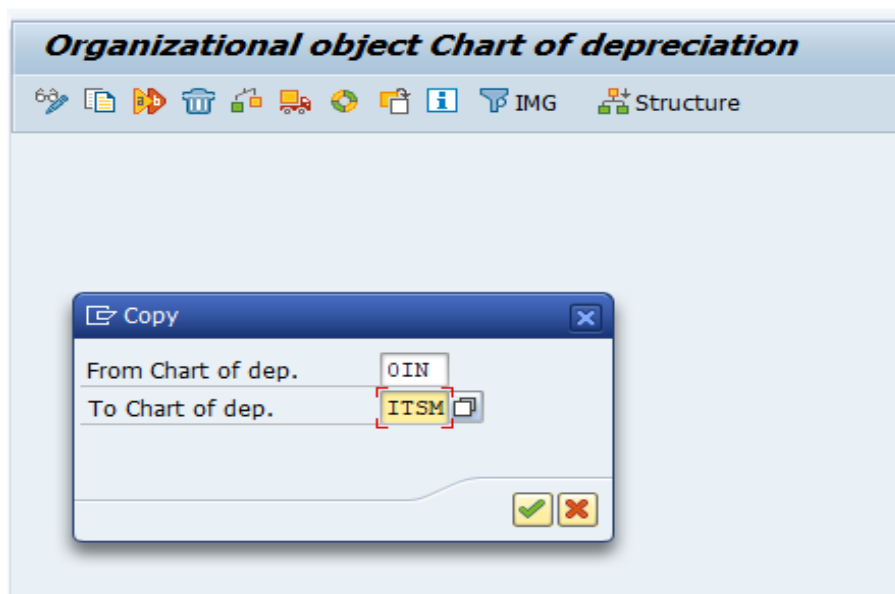 Organizational object Chart of depreciation
IMG Structure
Copy
From Chart of dep. 0IN
To Chart of dep. ITSM